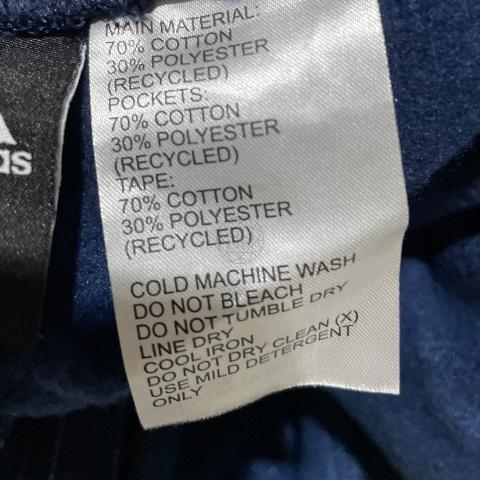 MAIN MATERIAL:
70% COTTON
30% POLYESTER
(RECYCLED)
POCKETS:
70% COTTON
30% POLYESTER
(RECYCLED)
TAPE:
70% COTTON
30% POLYESTER
(RECYCLED)
COLD MACHINE WASH
DO NOT BLEACH
DO NOT TUMBLE DRY
LINE DRY
COOL IRON
DO NOT DRY CLEAN (X)
USE MILD DETERGENT
ONLY
as